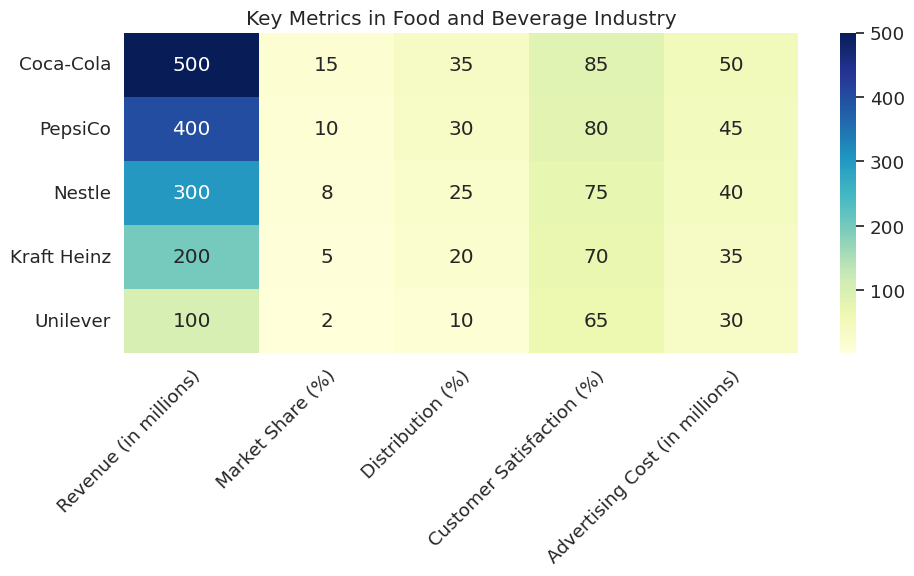 Key Metrics in Food and Beverage Industry
Coca-Cola 500 15 35 85 50
PepsiCo 400 10 30 80 45
Nestle 300 8 25 75 40
Kraft Heinz 200 5 20 70 35
Unilever 100 2 10 65 30
Revenue (in millions)
Market Share (%)
Distribution (%)
Customer Satisfaction (%)
Advertising Cost (in millions)
500
400
300
200
100